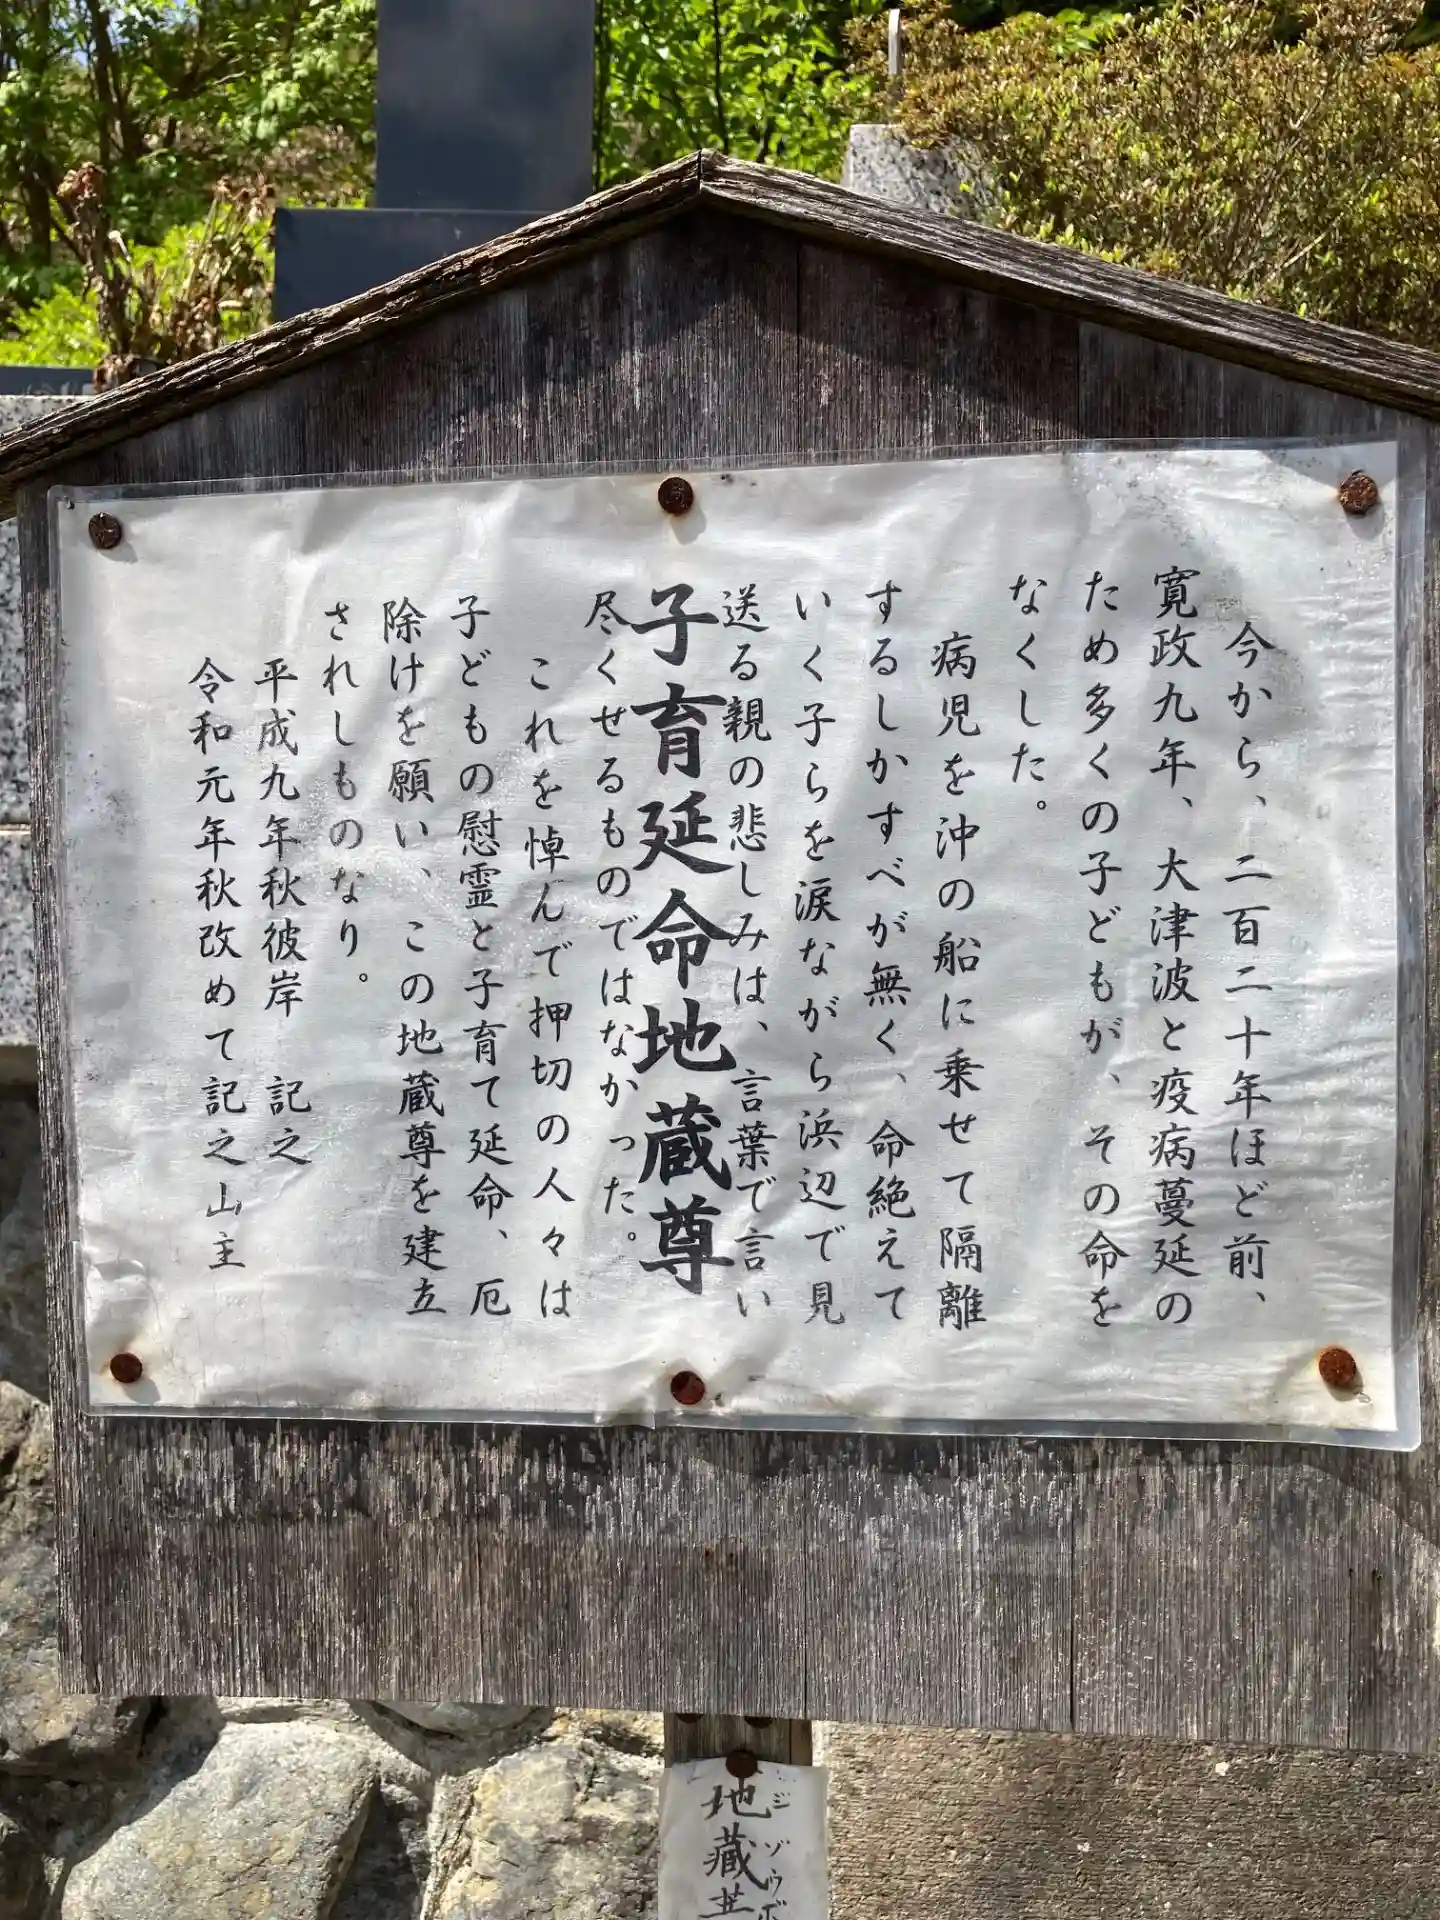 今から、二百二十年ほど前、
寛政九年、大津波と疫病蔓延の
ため多くの子どもが、その命を
なくした。
病児を沖の船に乗せて隔離
するしかすべが無く、命絶えて
いく子らを涙ながら浜辺で見
送る親の悲しみは、言葉で言い
子育延命地蔵尊
尽くせるものではなかった。
これを悼んで押切の人々は
子どもの慰霊と子育て延命、厄
除けを願い、この地蔵尊を建立
されしものなり。
平成九年秋彼岸 記之
令和元年秋改めて記之山主
地蔵
ジゾウボ